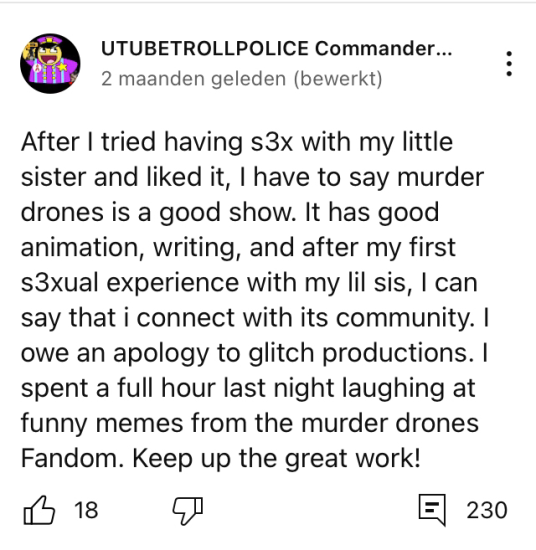 UTUBETROLLPOLICE Commander...
2 maanden geleden (bewerkt)
After I tried having s3x with my little
sister and liked it, I have to say murder
drones is a good show. It has good
animation, writing, and after my first
s3xual experience with my lil sis, I can
say that i connect with its community. I
owe an apology to glitch productions. I
spent a full hour last night laughing at
funny memes from the murder drones
Fandom. Keep up the great work!
18
230